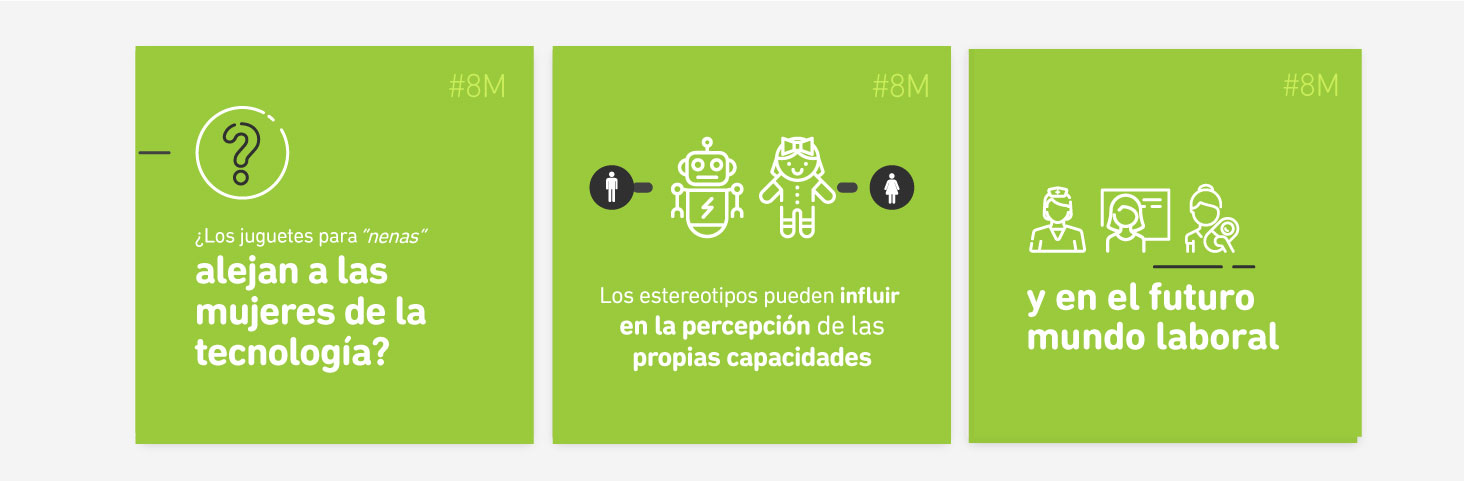 #8M
¿Los juguetes para "nenas"
alejan a las
mujeres de la
tecnología?
#8M
Los estereotipos pueden influir
en la percepción de las
propias capacidades
#8M
y en el futuro
mundo laboral